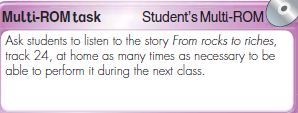 Multi-ROM task Student's Multi-ROM
Ask students to listen to the story From rocks to riches,
track 24, at home as many times as necessary to be
able to perform it during the next class.